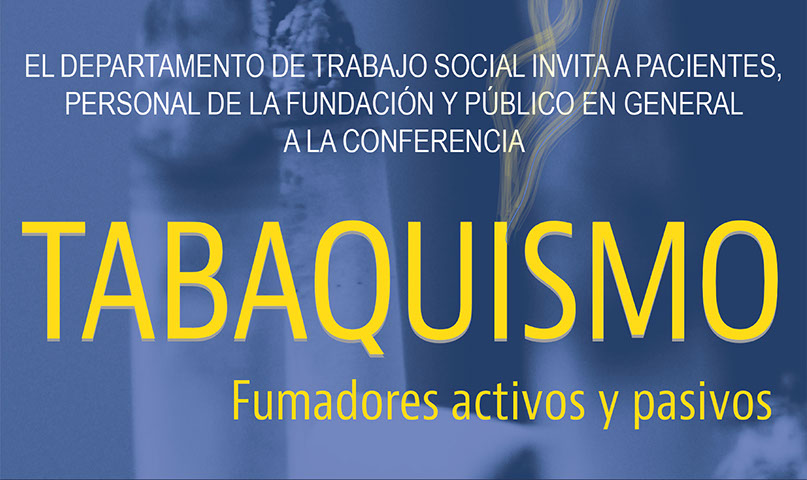 EL DEPARTAMENTO DE TRABAJO SOCIAL INVITA A PACIENTES,
PERSONAL DE LA FUNDACIÓN Y PÚBLICO EN GENERAL
A LA CONFERENCIA
TABAQUISMO
Fumadores activos y pasivos